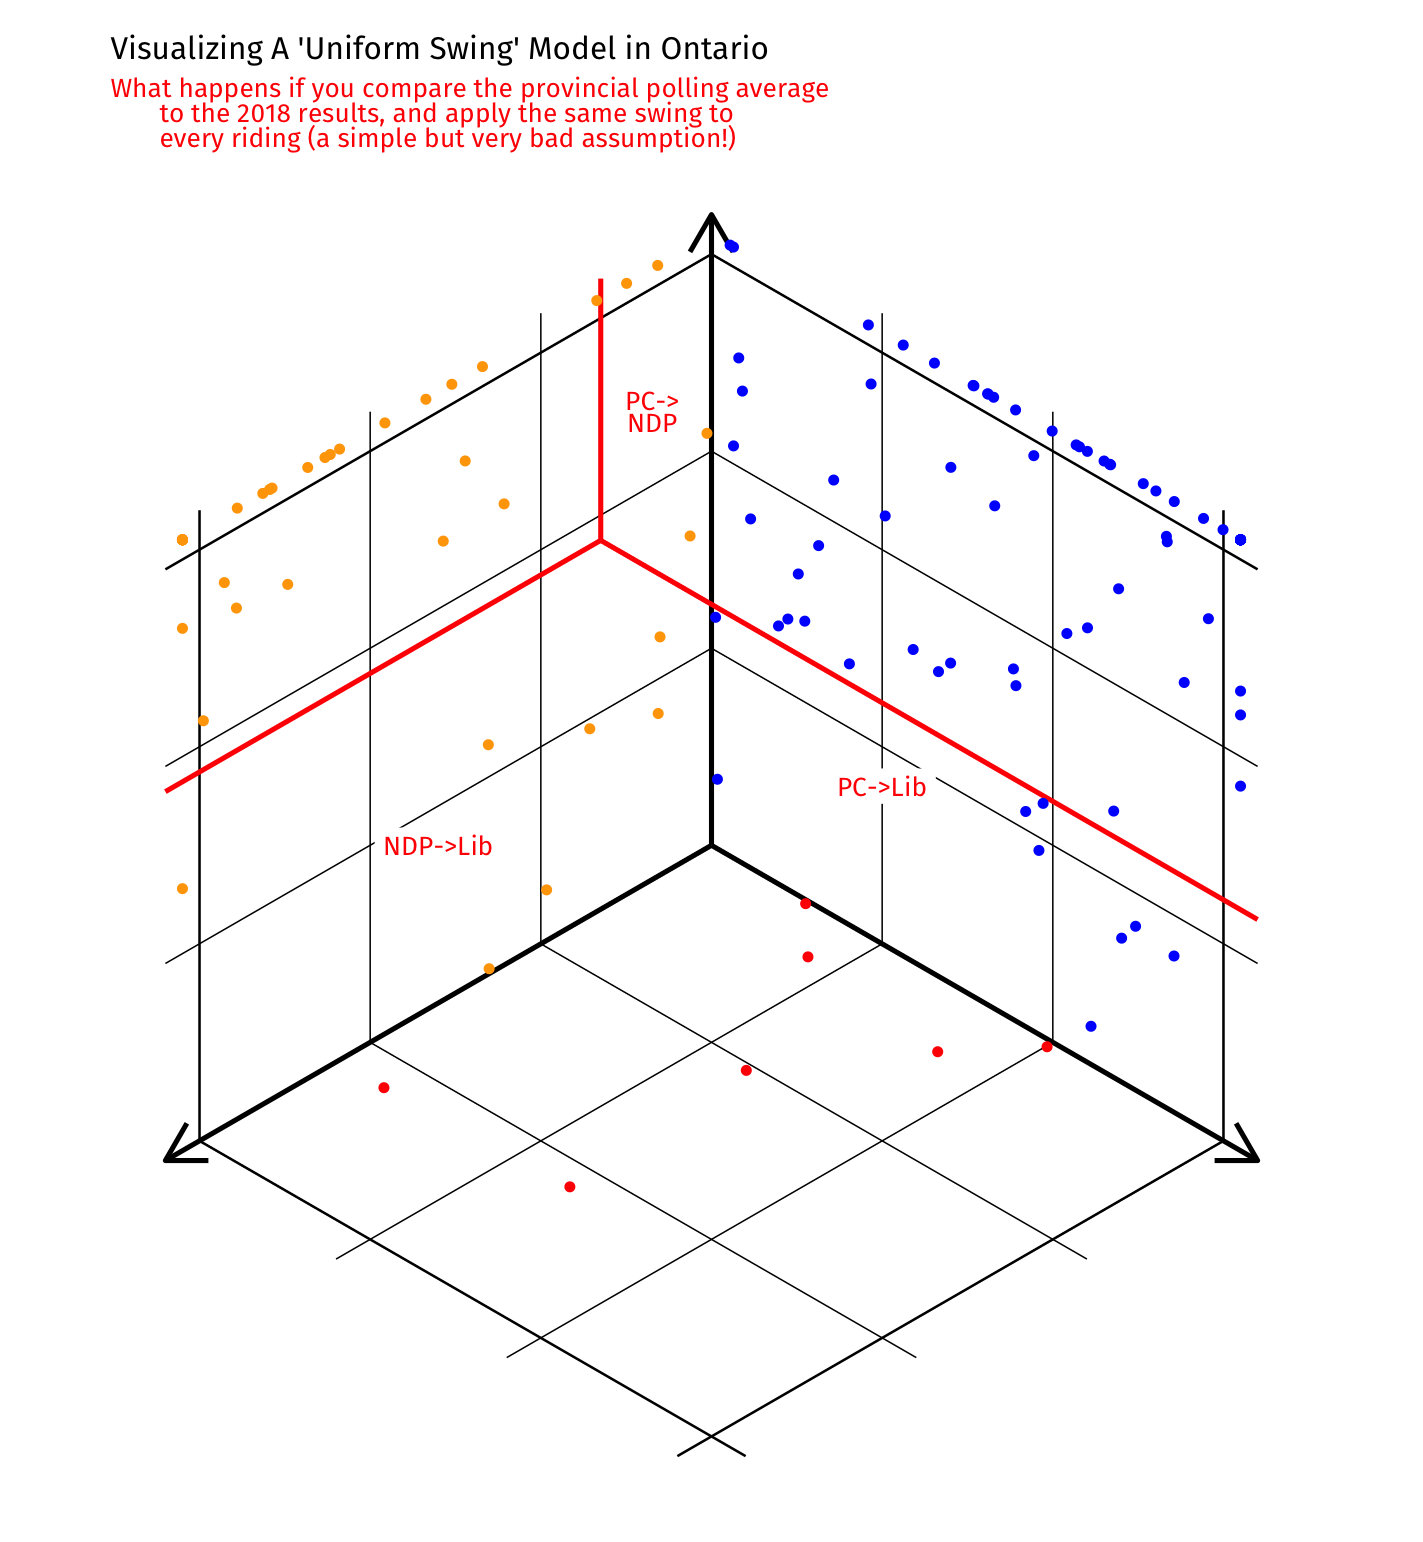 Visualizing A 'Uniform Swing' Model in Ontario
What happens if you compare the provincial polling average
to the 2018 results, and apply the same swing to
every riding (a simple but very bad assumption!)
PC->
NDP
PC->Lib
NDP->Lib